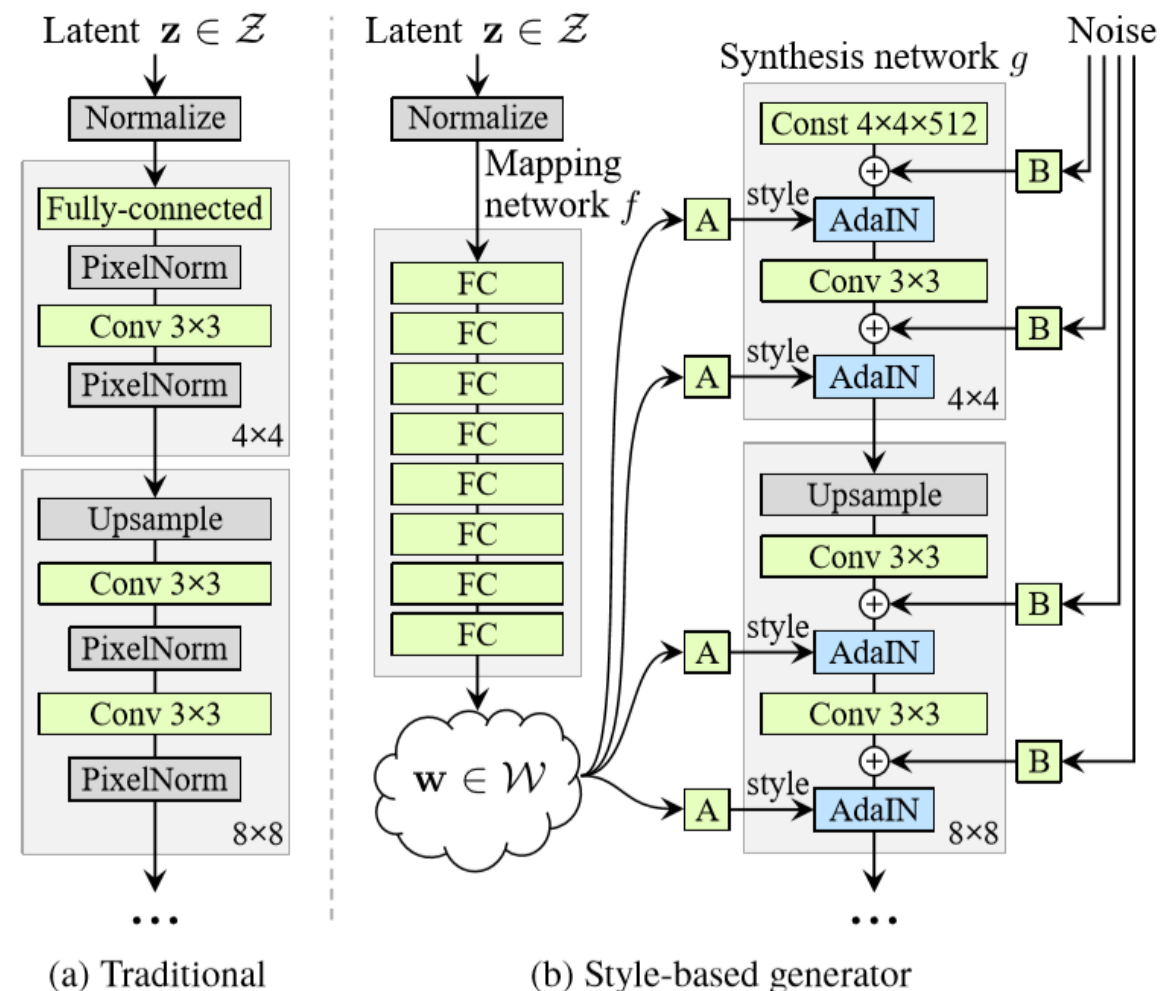 Latent z ∈ 𝒵
Normalize
Fully-connected
PixelNorm
Conv 3×3
PixelNorm
4×4
Upsample
Conv 3×3
PixelNorm
Conv 3×3
PixelNorm
8×8
...
(a) Traditional
Latent z ∈ 𝒵
Normalize
Mapping
network f
FC
FC
FC
FC
FC
FC
FC
FC
w ∈ 𝒲
Synthesis network g
Noise
Const 4×4×512
B
A
style
AdaIN
Conv 3×3
B
A
style
AdaIN
4×4
Upsample
Conv 3×3
B
A
style
AdaIN
Conv 3×3
B
A
style
AdaIN
8×8
...
(b) Style-based generator